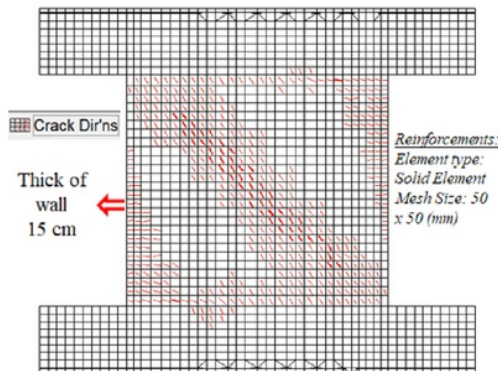 Crack Dir'ns
Thick of
wall
15 cm
Reinforcements:
Element type:
Solid Element
Mesh Size: 50
x 50 (mm)